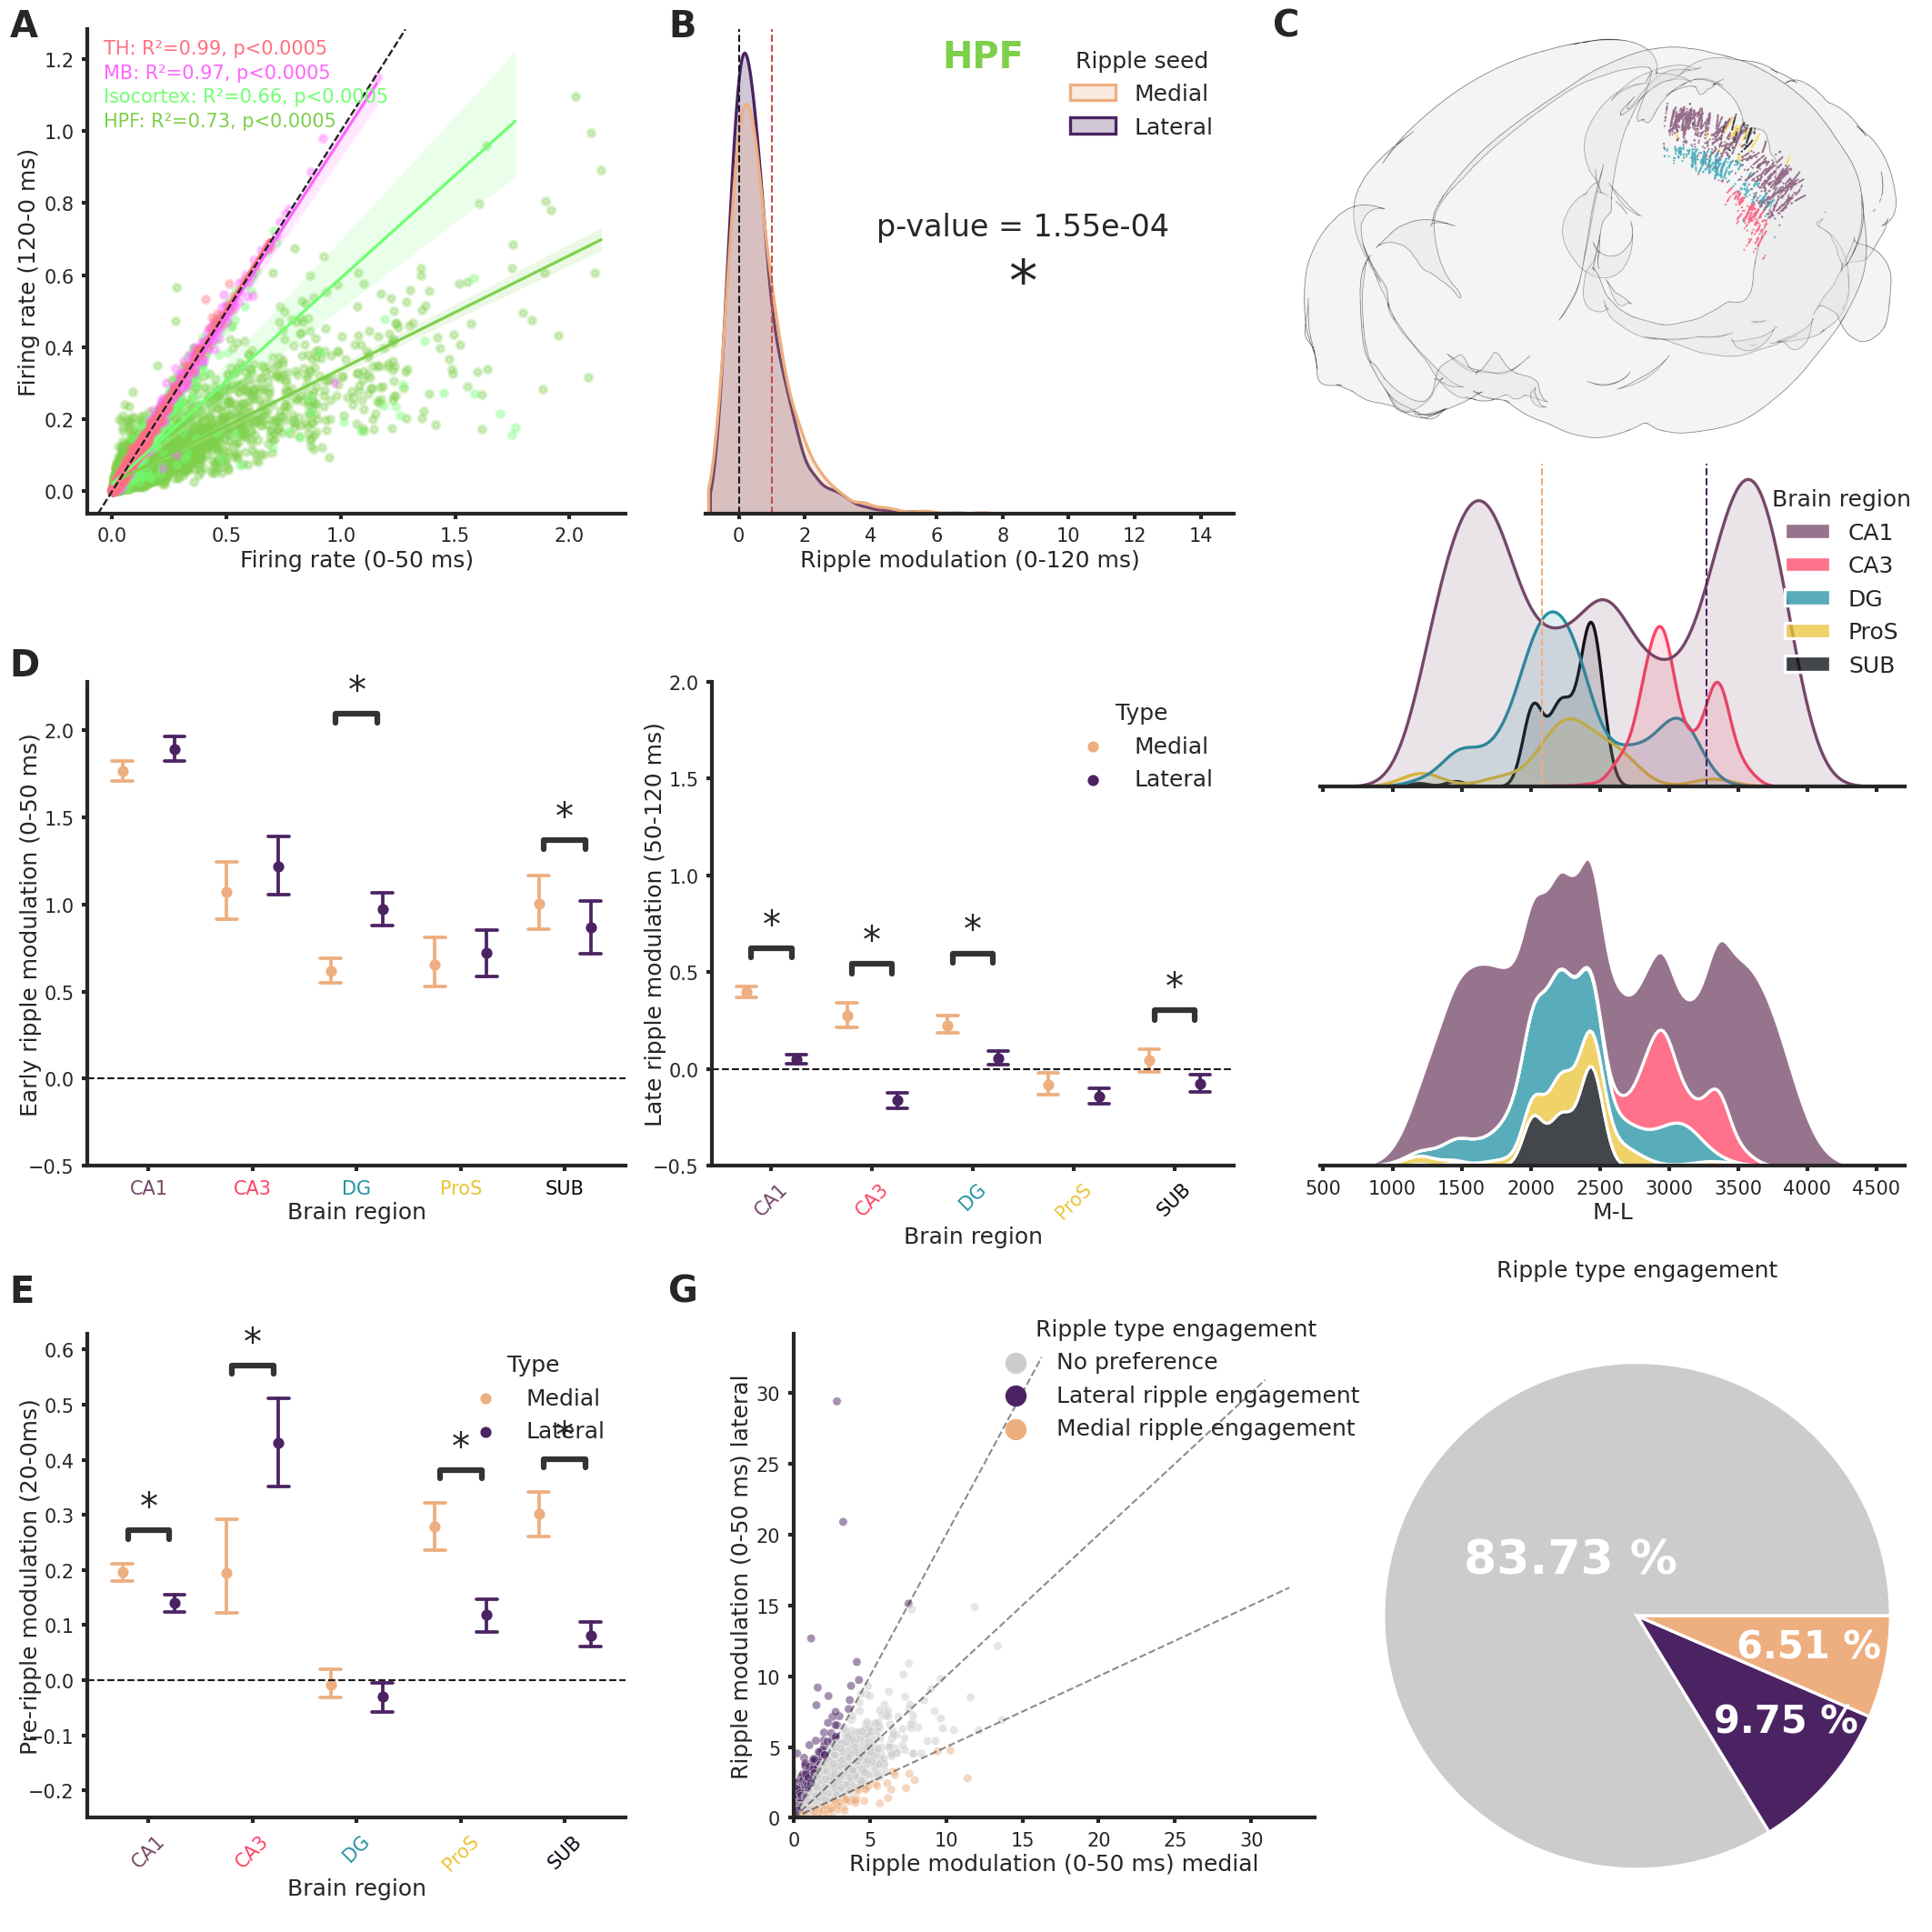 A
TH: R²=0.99, p<0.0005
MB: R²=0.97, p<0.0005
Isocortex: R²=0.66, p<0.0005
HPF: R²=0.73, p<0.0005
Firing rate (120-0 ms)
1.2
1.0
0.8
0.6
0.4
0.2
0.0
0.0 0.5 1.0 1.5 2.0
Firing rate (0-50 ms)
B
HPF
Ripple seed
Medial
Lateral
p-value = 1.55e-04
*
0 2 4 6 8 10 12 14
Ripple modulation (0-120 ms)
C
Brain region
CA1
CA3
DG
ProS
SUB
500 1000 1500 2000 2500 3000 3500 4000 4500
M-L
D
Early ripple modulation (0-50 ms)
2.0
1.5
1.0
0.5
0.0
−0.5
* *
CA1 CA3 DG ProS SUB
Brain region
Late ripple modulation (50-120 ms)
2.0
1.5
1.0
0.5
0.0
−0.5
Type
Medial
Lateral
* * * *
CA1 CA3 DG ProS SUB
Brain region
E
Pre-ripple modulation (20-0ms)
0.6
0.5
0.4
0.3
0.2
0.1
0.0
−0.1
−0.2
Type
Medial
Lateral
* * * *
CA1 CA3 DG ProS SUB
Brain region
G
Ripple modulation (0-50 ms) lateral
30
25
20
15
10
5
0
Ripple type engagement
No preference
Lateral ripple engagement
Medial ripple engagement
0 5 10 15 20 25 30
Ripple modulation (0-50 ms) medial
Ripple type engagement
83.73 %
6.51 %
9.75 %